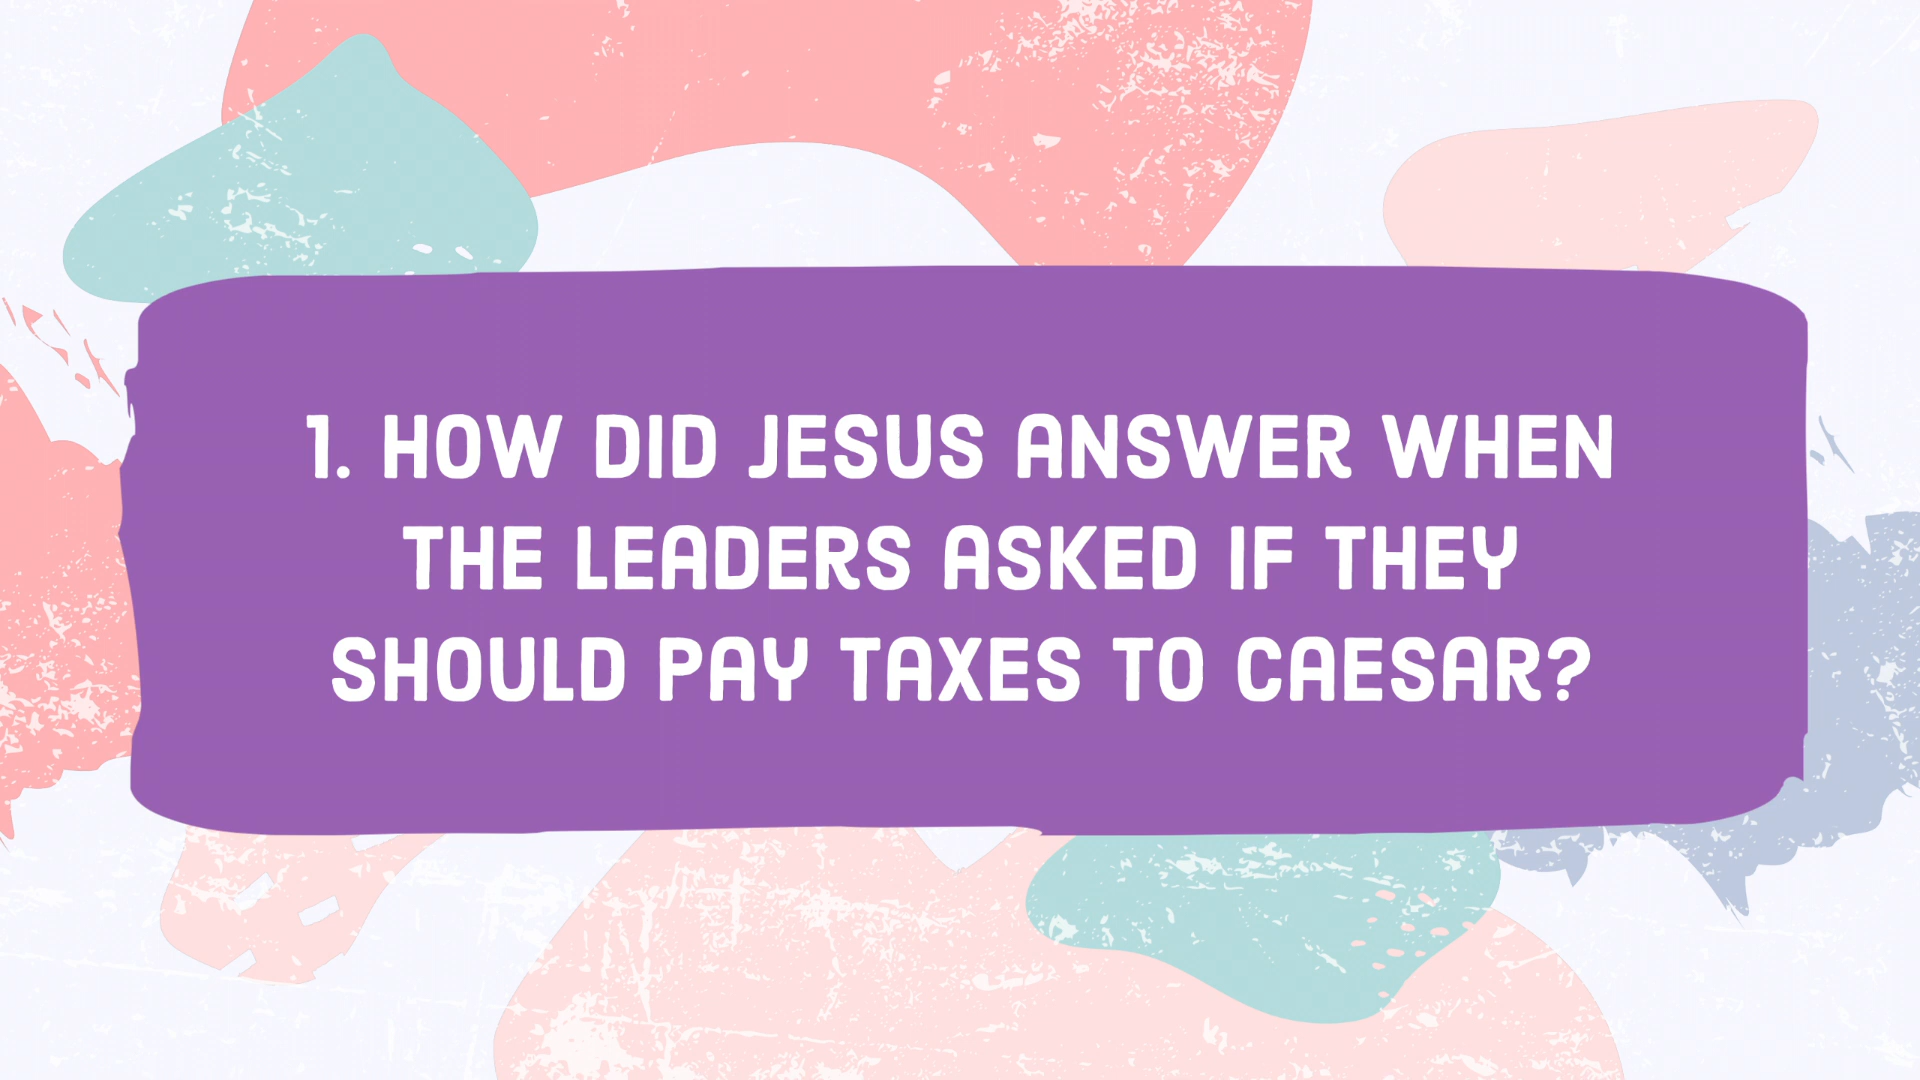 1. HOW DID JESUS ANSWER WHEN
THE LEADERS ASKED IF THEY
SHOULD PAY TAXES TO CAESAR?